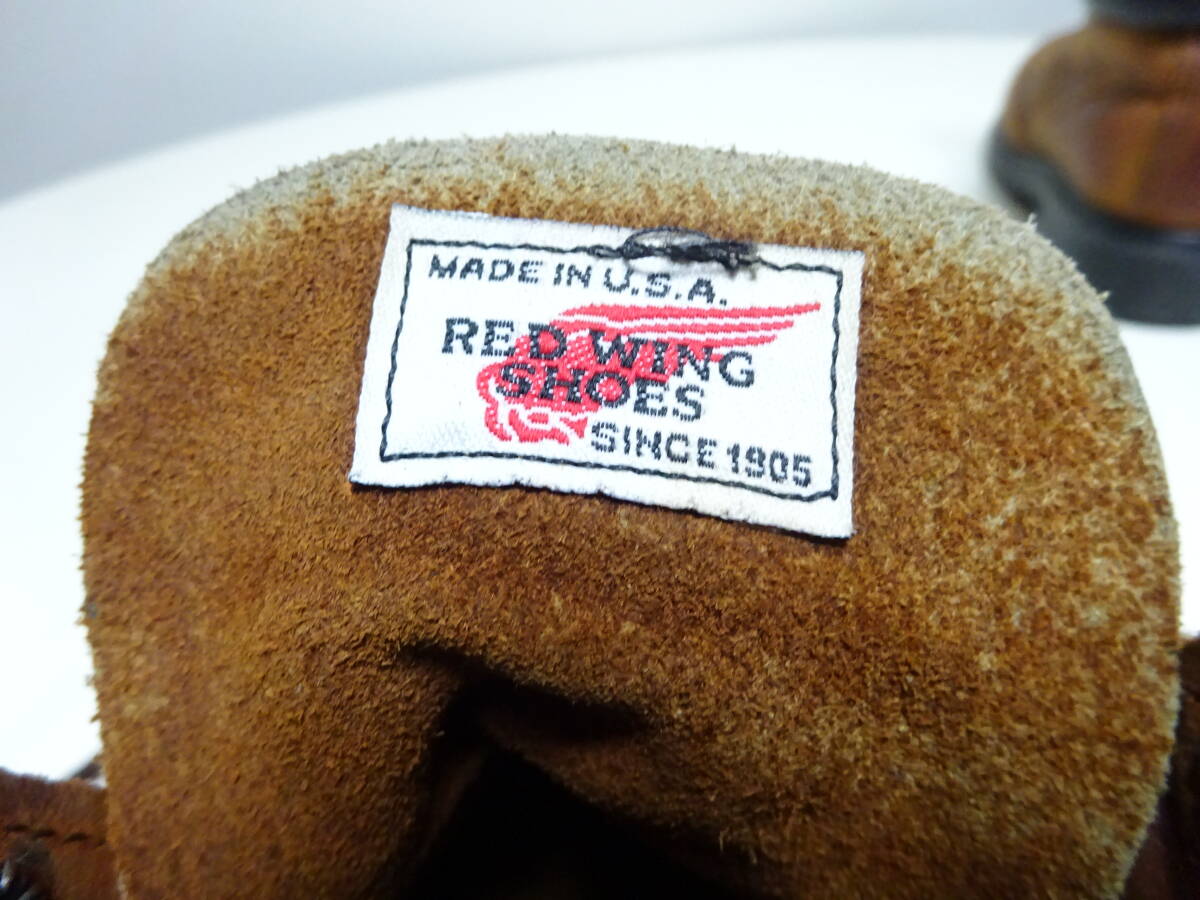 MADE IN U.S.A.
RED WING
SHOES
SINCE 1905